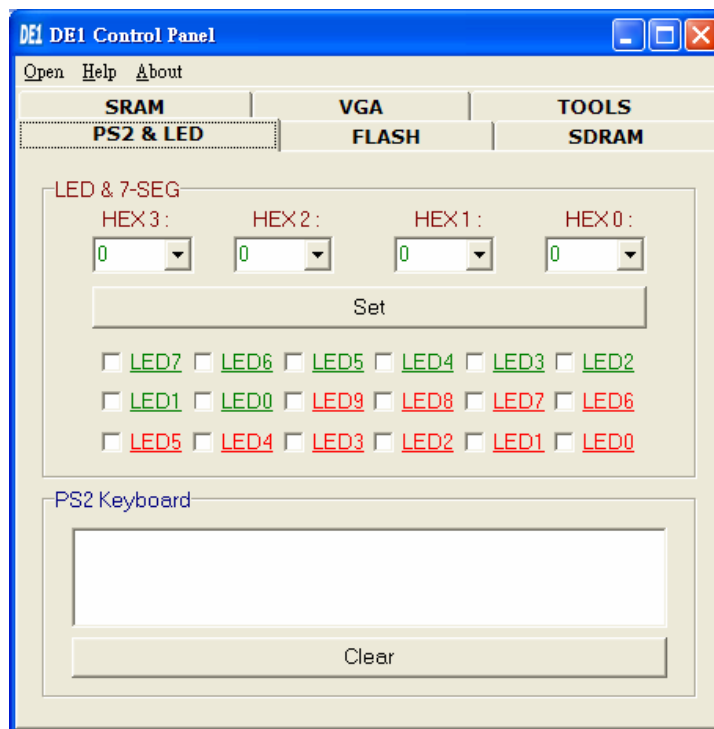 DE1 DE1 Control Panel
Open Help About
SRAM VGA TOOLS
PS2 & LED FLASH SDRAM
LED & 7-SEG
HEX 3 : HEX 2 : HEX 1 : HEX 0 :
0 0 0 0
Set
LED7 LED6 LED5 LED4 LED3 LED2
LED1 LED0 LED9 LED8 LED7 LED6
LED5 LED4 LED3 LED2 LED1 LED0
PS2 Keyboard
Clear